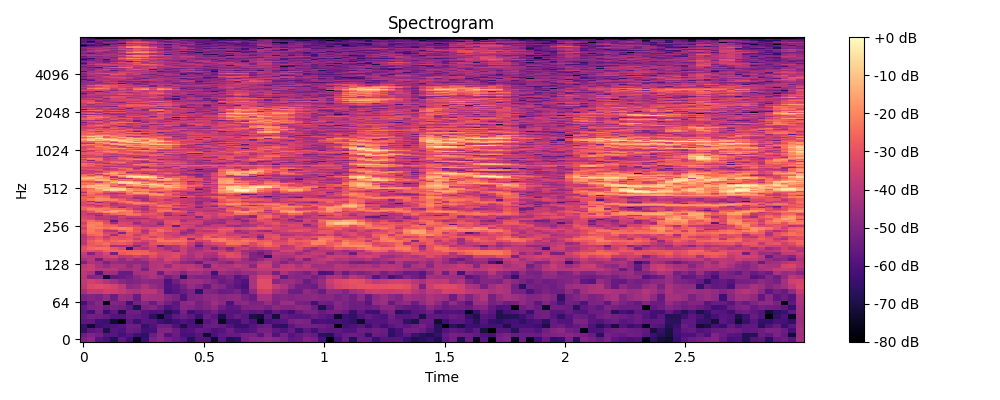 Spectrogram
+0 dB
4096
-10 dB
2048
-20 dB
1024
-30 dB
Hz
512
-40 dB
256
-50 dB
128
-60 dB
64
-70 dB
0
-80 dB
0 0.5 1 1.5 2 2.5
Time